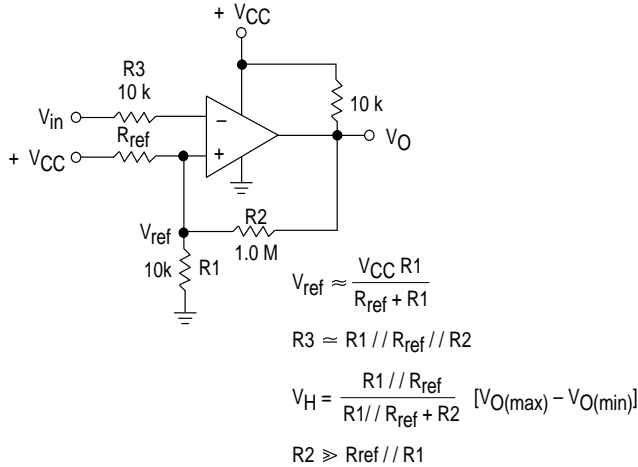 + VCC
R3
10 k
10 k
Vin
−
VO
Rref
+ VCC
+
R2
Vref
1.0 M
10k
R1
Vref ≈ VCC R1 / Rref + R1
R3 ≃ R1 / / Rref / / R2
VH = R1 / / Rref / R1/ / Rref + R2 [VO(max) − VO(min)]
R2 ≫ Rref / / R1